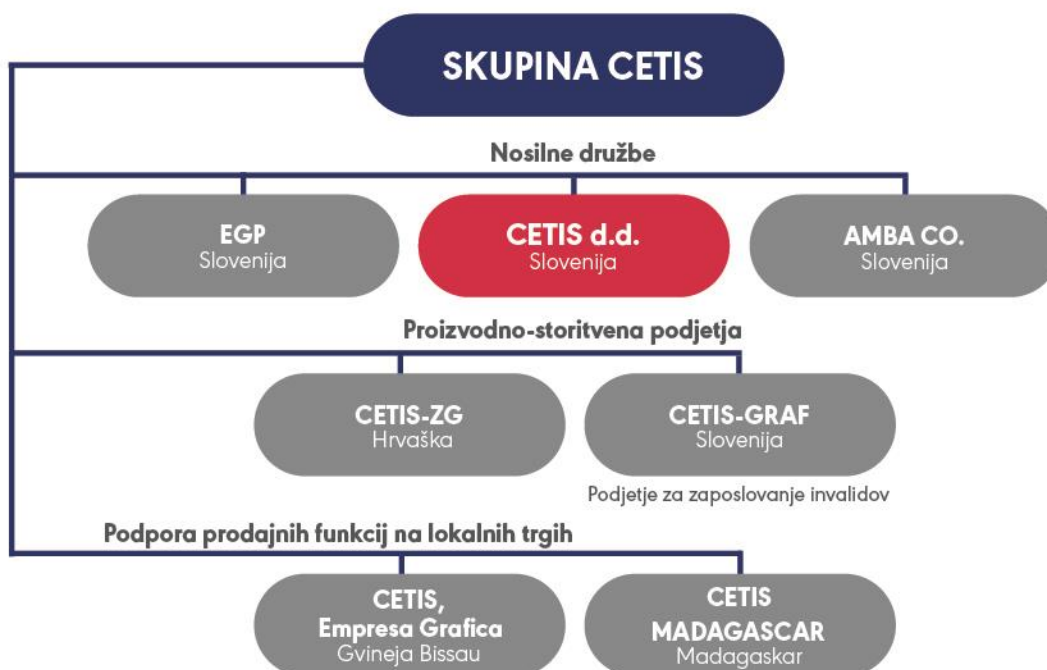 SKUPINA CETIS
Nosilne družbe
EGP
Slovenija
CETIS d.d.
Slovenija
AMBA CO.
Slovenija
Proizvodno-storitvena podjetja
CETIS-ZG
Hrvaška
CETIS-GRAF
Slovenija
Podjetje za zaposlovanje invalidov
Podpora prodajnih funkcij na lokalnih trgih
CETIS,
Empresa Grafica
Gvineja Bissau
CETIS
MADAGASCAR
Madagaskar